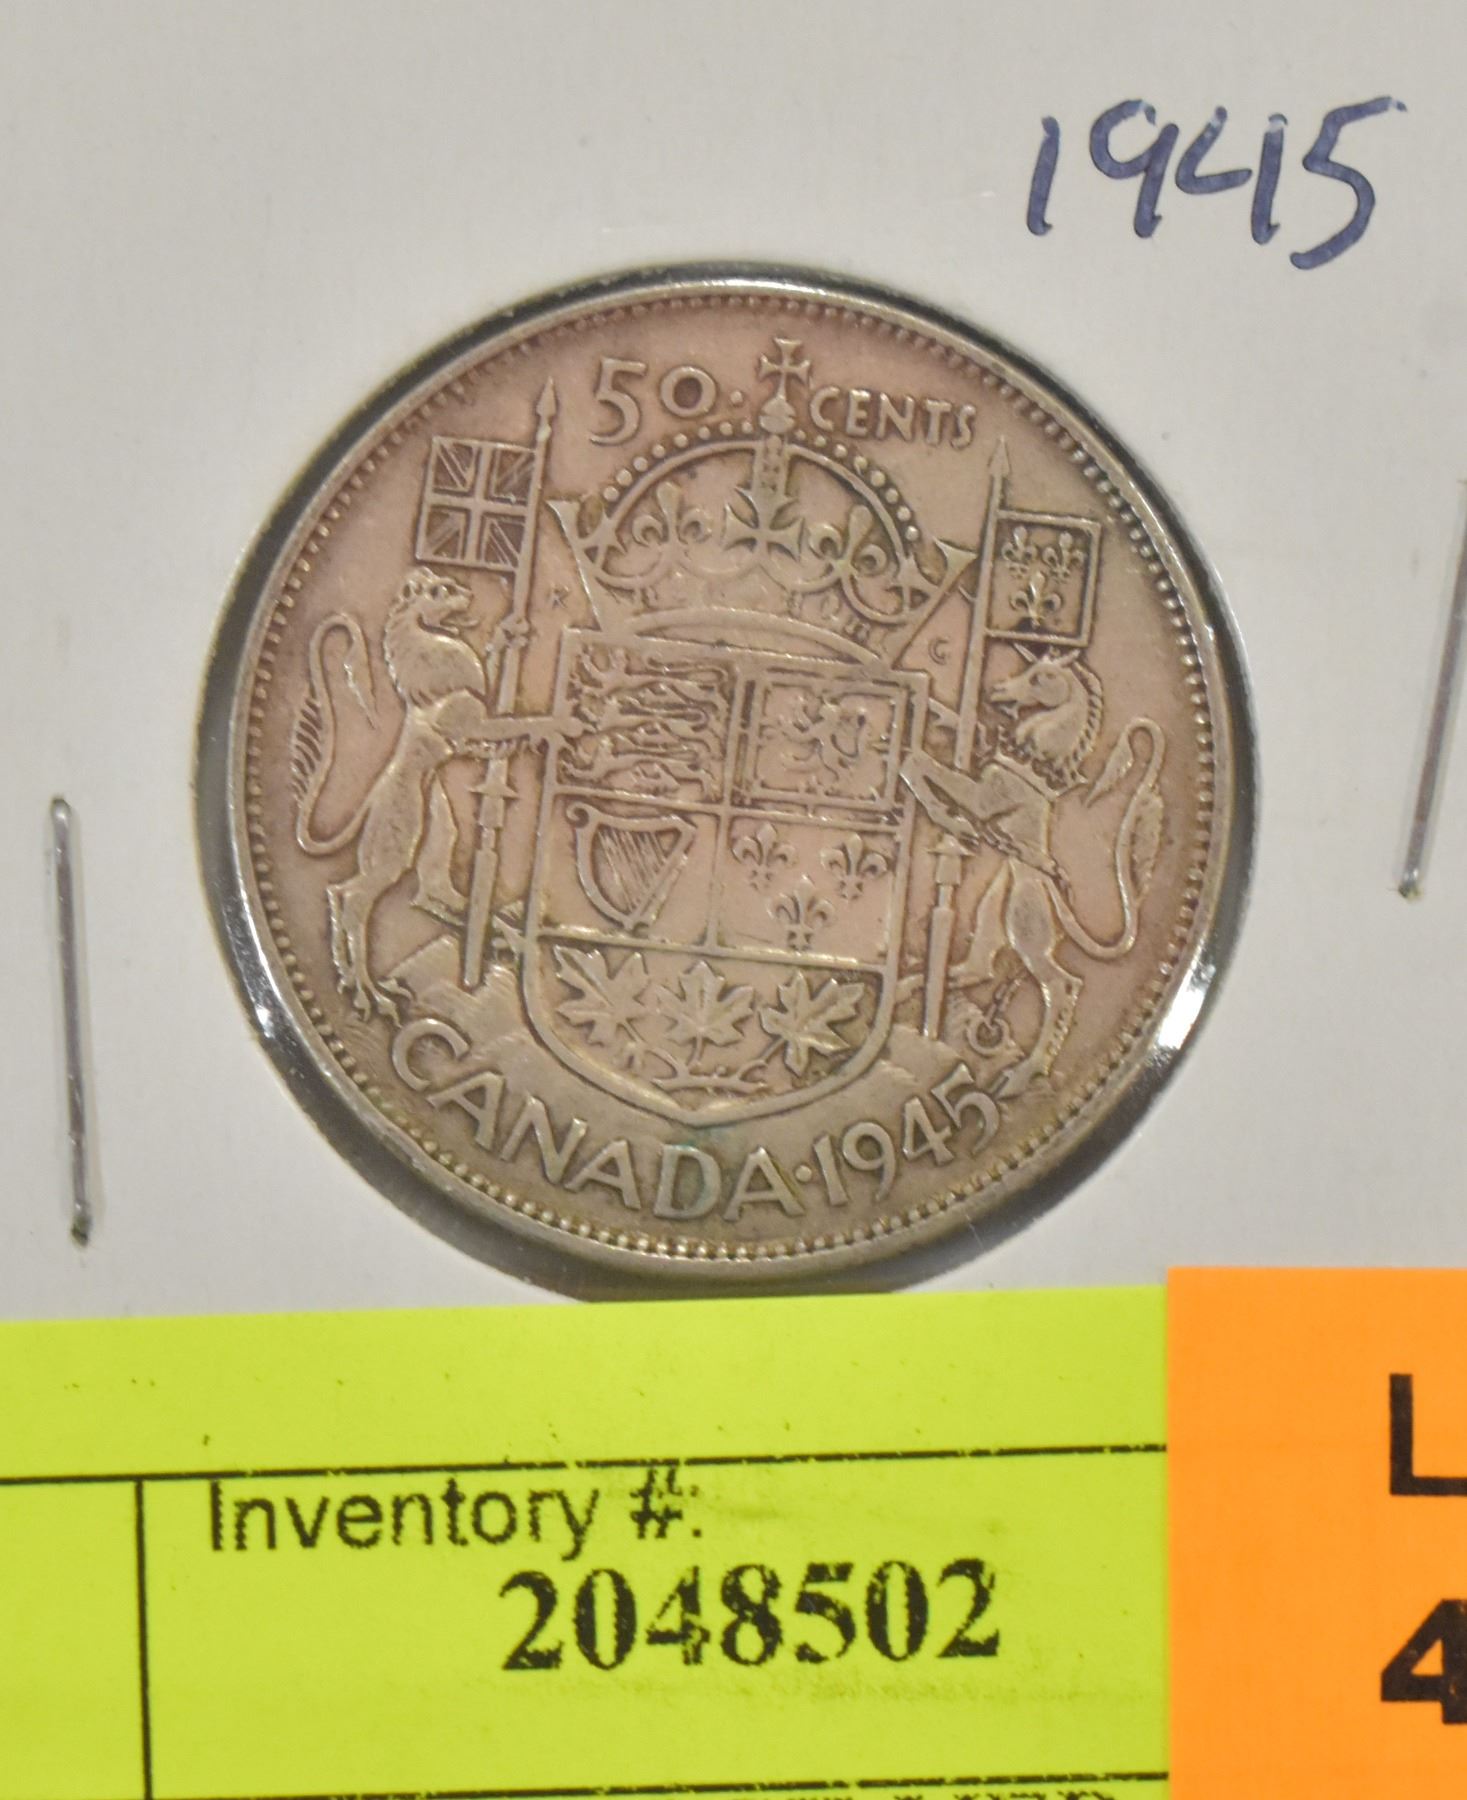 1945
50 · CENTS
K
G
CANADA · 1945
Inventory #:
2048502
L
4